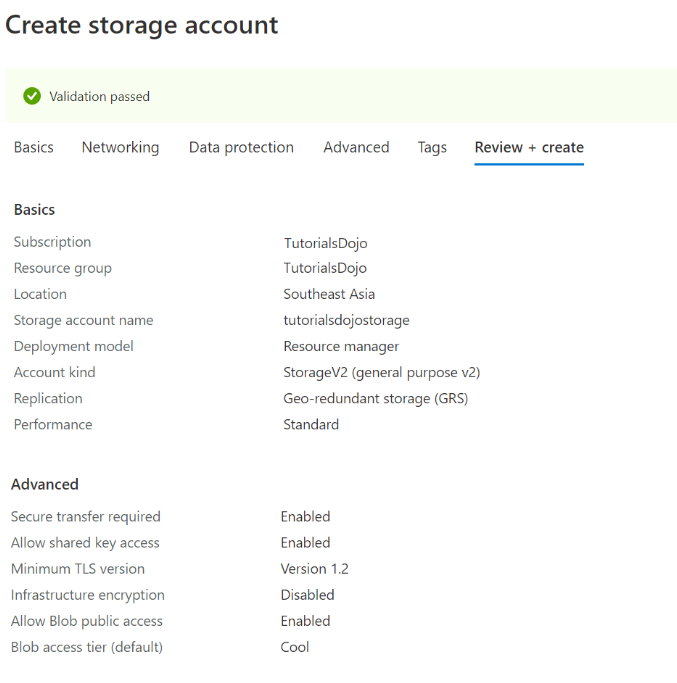 Create storage account
Validation passed
Basics Networking Data protection Advanced Tags Review + create
Basics
Subscription TutorialsDojo
Resource group TutorialsDojo
Location Southeast Asia
Storage account name tutorialsdojostorage
Deployment model Resource manager
Account kind StorageV2 (general purpose v2)
Replication Geo-redundant storage (GRS)
Performance Standard
Advanced
Secure transfer required Enabled
Allow shared key access Enabled
Minimum TLS version Version 1.2
Infrastructure encryption Disabled
Allow Blob public access Enabled
Blob access tier (default) Cool